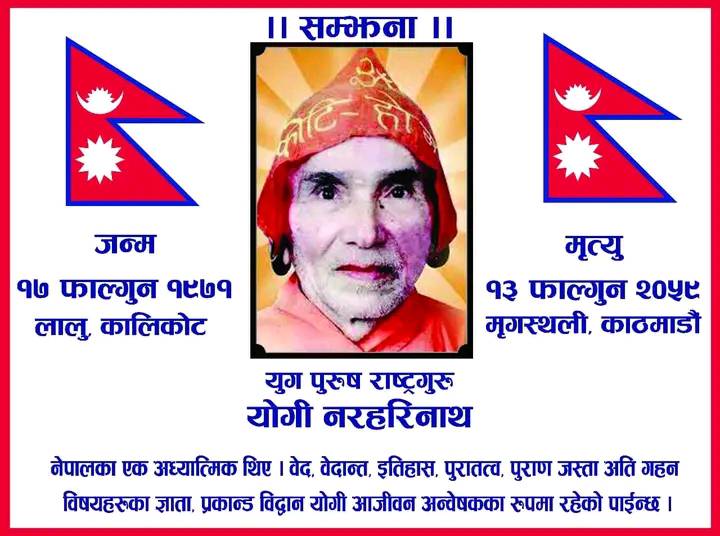 ।। सम्झना ।।
कोटि- हो
जन्म
१७ फाल्गुन १९७१
लालु, कालिकोट
मृत्यु
१३ फाल्गुन २०५९
मृगस्थली, काठमाडौं
युग पुरुष राष्ट्रगुरु
योगी नरहरिनाथ
नेपालका एक अध्यात्मिक थिए । वेद, वेदान्त, इतिहास, पुरातत्व, पुराण जस्ता अति गहन
विषयहरुका ज्ञाता, प्रकान्ड विद्वान योगी आजीवन अन्वेषकका रुपमा रहेको पाईन्छ ।